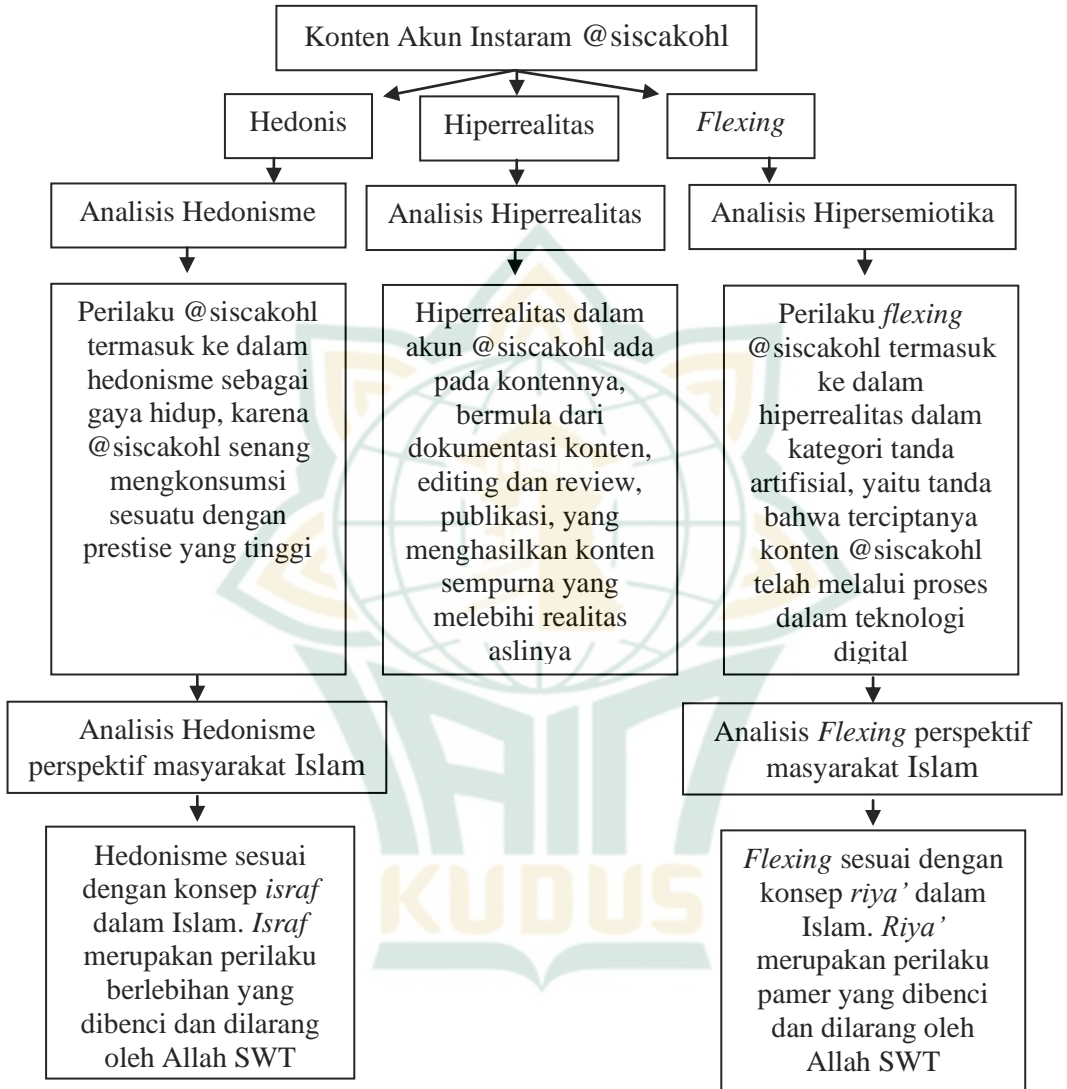 Konten Akun Instaram @siscakohl
Hedonis
Hiperrealitas
Flexing
Analisis Hedonisme
Analisis Hiperrealitas
Analisis Hipersemiotika
Perilaku @siscakohl
termasuk ke dalam
hedonisme sebagai
gaya hidup, karena
@siscakohl senang
mengkonsumsi
sesuatu dengan
prestise yang tinggi
Hiperrealitas dalam
akun @siscakohl ada
pada kontennya,
bermula dari
dokumentasi konten,
editing dan review,
publikasi, yang
menghasilkan konten
sempurna yang
melebihi realitas
aslinya
Perilaku flexing
@siscakohl termasuk
ke dalam
hiperrealitas dalam
kategori tanda
artifisial, yaitu tanda
bahwa terciptanya
konten @siscakohl
telah melalui proses
dalam teknologi
digital
Analisis Hedonisme
perspektif masyarakat Islam
Analisis Flexing perspektif
masyarakat Islam
Hedonisme sesuai
dengan konsep israf
dalam Islam. Israf
merupakan perilaku
berlebihan yang
dibenci dan dilarang
oleh Allah SWT
Flexing sesuai dengan
konsep riya’ dalam
Islam. Riya’
merupakan perilaku
pamer yang dibenci
dan dilarang oleh
Allah SWT
IAIN
KUDUS